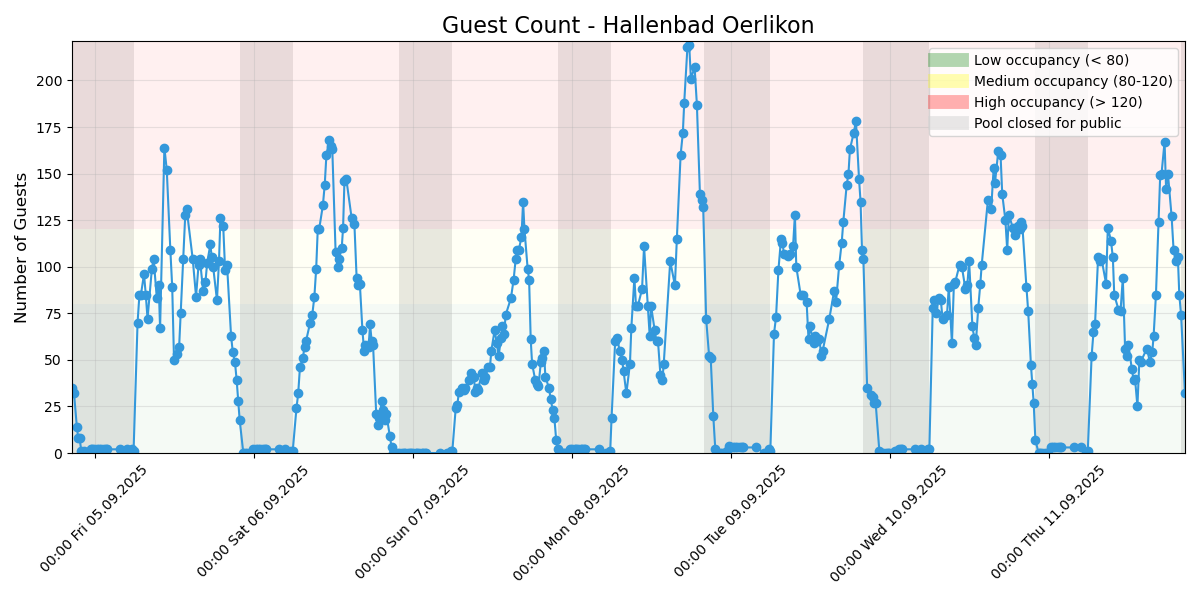 Guest Count - Hallenbad Oerlikon
Number of Guests
200
175
150
125
100
75
50
25
0
Low occupancy (< 80)
Medium occupancy (80-120)
High occupancy (> 120)
Pool closed for public
00:00 Fri 05.09.2025
00:00 Sat 06.09.2025
00:00 Sun 07.09.2025
00:00 Mon 08.09.2025
00:00 Tue 09.09.2025
00:00 Wed 10.09.2025
00:00 Thu 11.09.2025